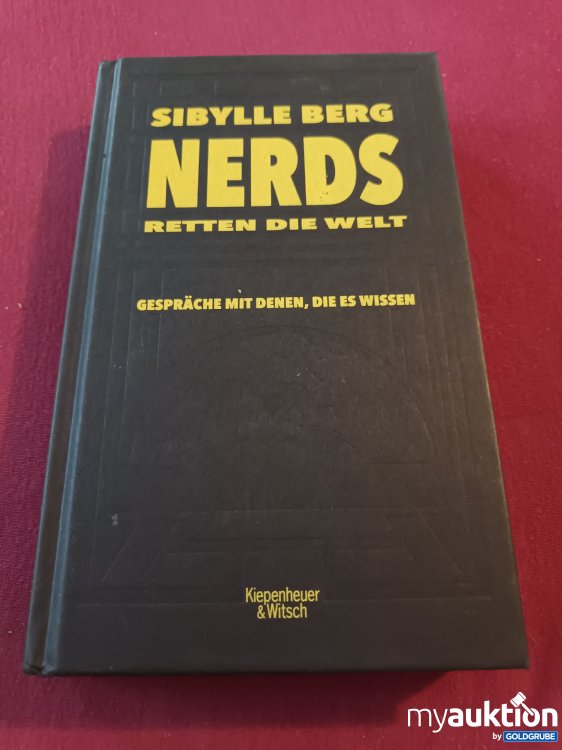 SIBYLLE BERG
NERDS
RETTEN DIE WELT
GESPRÄCHE MIT DENEN, DIE ES WISSEN
Kiepenheuer
& Witsch
myauktion
by GOLDGRUBE